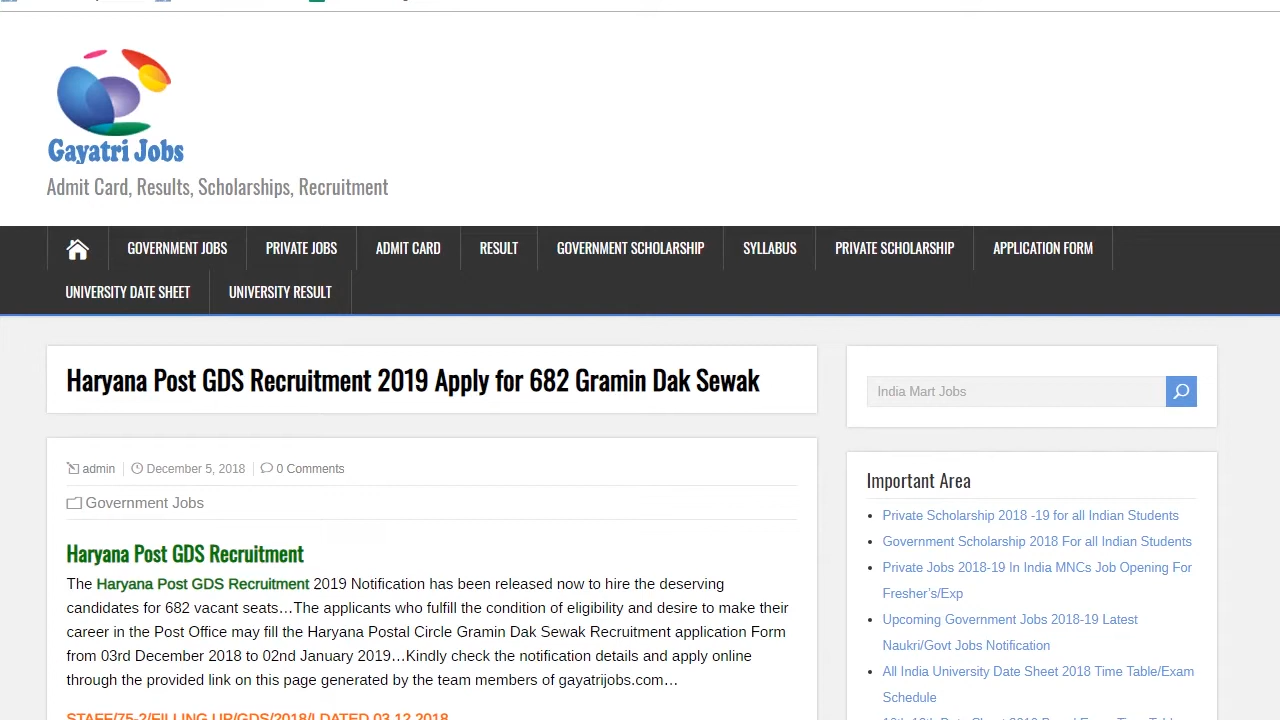 Gayatri Jobs
Admit Card, Results, Scholarships, Recruitment
GOVERNMENT JOBS PRIVATE JOBS ADMIT CARD RESULT GOVERNMENT SCHOLARSHIP SYLLABUS PRIVATE SCHOLARSHIP APPLICATION FORM
UNIVERSITY DATE SHEET UNIVERSITY RESULT
Haryana Post GDS Recruitment 2019 Apply for 682 Gramin Dak Sewak
admin December 5, 2018 0 Comments
Government Jobs
Haryana Post GDS Recruitment
The Haryana Post GDS Recruitment 2019 Notification has been released now to hire the deserving
candidates for 682 vacant seats…The applicants who fulfill the condition of eligibility and desire to make their
career in the Post Office may fill the Haryana Postal Circle Gramin Dak Sewak Recruitment application Form
from 03rd December 2018 to 02nd January 2019…Kindly check the notification details and apply online
through the provided link on this page generated by the team members of gayatrijobs.com…
STAFF/75-2/FILLING UP/GDS/2018/I DATED 03.12.2018
India Mart Jobs
Important Area
Private Scholarship 2018 -19 for all Indian Students
Government Scholarship 2018 For all Indian Students
Private Jobs 2018-19 In India MNCs Job Opening For
Fresher's/Exp
Upcoming Government Jobs 2018-19 Latest
Naukri/Govt Jobs Notification
All India University Date Sheet 2018 Time Table/Exam
Schedule